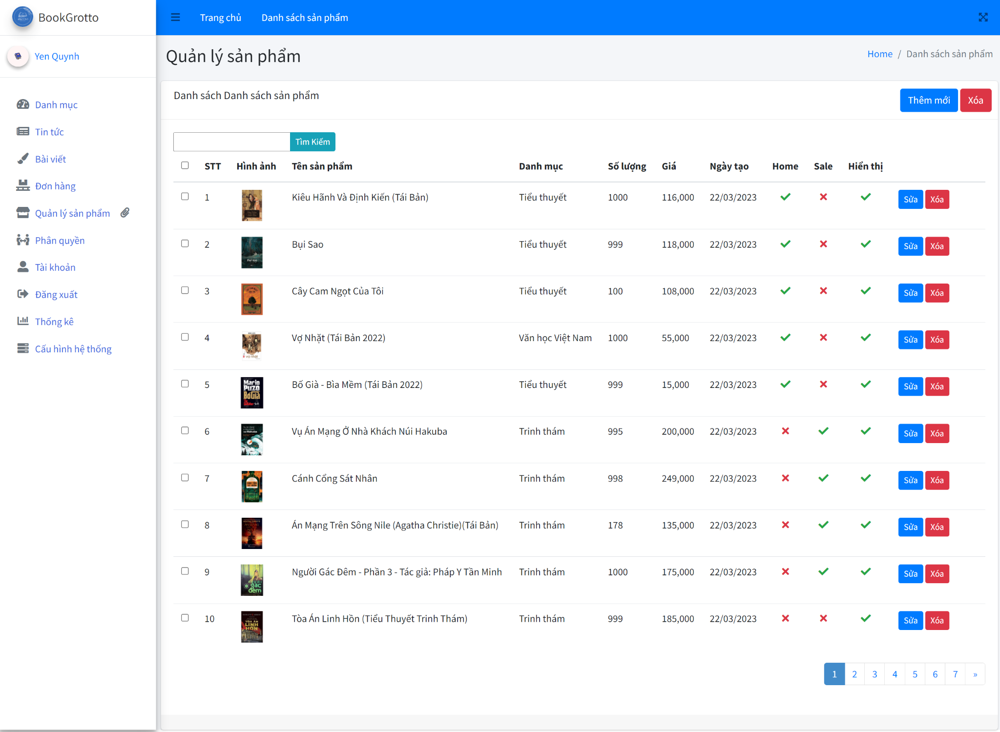 BookGrotto
Trang chủ Danh sách sản phẩm
Yen Quynh
Danh mục
Tin tức
Bài viết
Đơn hàng
Quản lý sản phẩm
Phân quyền
Tài khoản
Đăng xuất
Thống kê
Cấu hình hệ thống
Quản lý sản phẩm
Home / Danh sách sản phẩm
Danh sách Danh sách sản phẩm
Thêm mới Xóa
Tìm Kiếm
STT Hình ảnh Tên sản phẩm Danh mục Số lượng Giá Ngày tạo Home Sale Hiển thị
1 Kiêu Hãnh Và Định Kiến (Tái Bản) Tiểu thuyết 1000 116,000 22/03/2023 Sửa Xóa
2 Bụi Sao Tiểu thuyết 999 118,000 22/03/2023 Sửa Xóa
3 Cây Cam Ngọt Của Tôi Tiểu thuyết 100 108,000 22/03/2023 Sửa Xóa
4 Vợ Nhặt (Tái Bản 2022) Văn học Việt Nam 1000 55,000 22/03/2023 Sửa Xóa
5 Mario Puzo Bố Già Bố Già - Bìa Mềm (Tái Bản 2022) Tiểu thuyết 999 15,000 22/03/2023 Sửa Xóa
6 Vụ Án Mạng Ở Nhà Khách Núi Hakuba Trinh thám 995 200,000 22/03/2023 Sửa Xóa
7 Cánh Cổng Sát Nhân Trinh thám 998 249,000 22/03/2023 Sửa Xóa
8 Án Mạng Trên Sông Nile (Agatha Christie)(Tái Bản) Trinh thám 178 135,000 22/03/2023 Sửa Xóa
9 người gác đêm Người Gác Đêm - Phần 3 - Tác giả: Pháp Y Tần Minh Trinh thám 1000 175,000 22/03/2023 Sửa Xóa
10 TÒA ÁN LINH HỒN Tòa Án Linh Hồn (Tiểu Thuyết Trinh Thám) Trinh thám 999 185,000 22/03/2023 Sửa Xóa
1 2 3 4 5 6 7 »